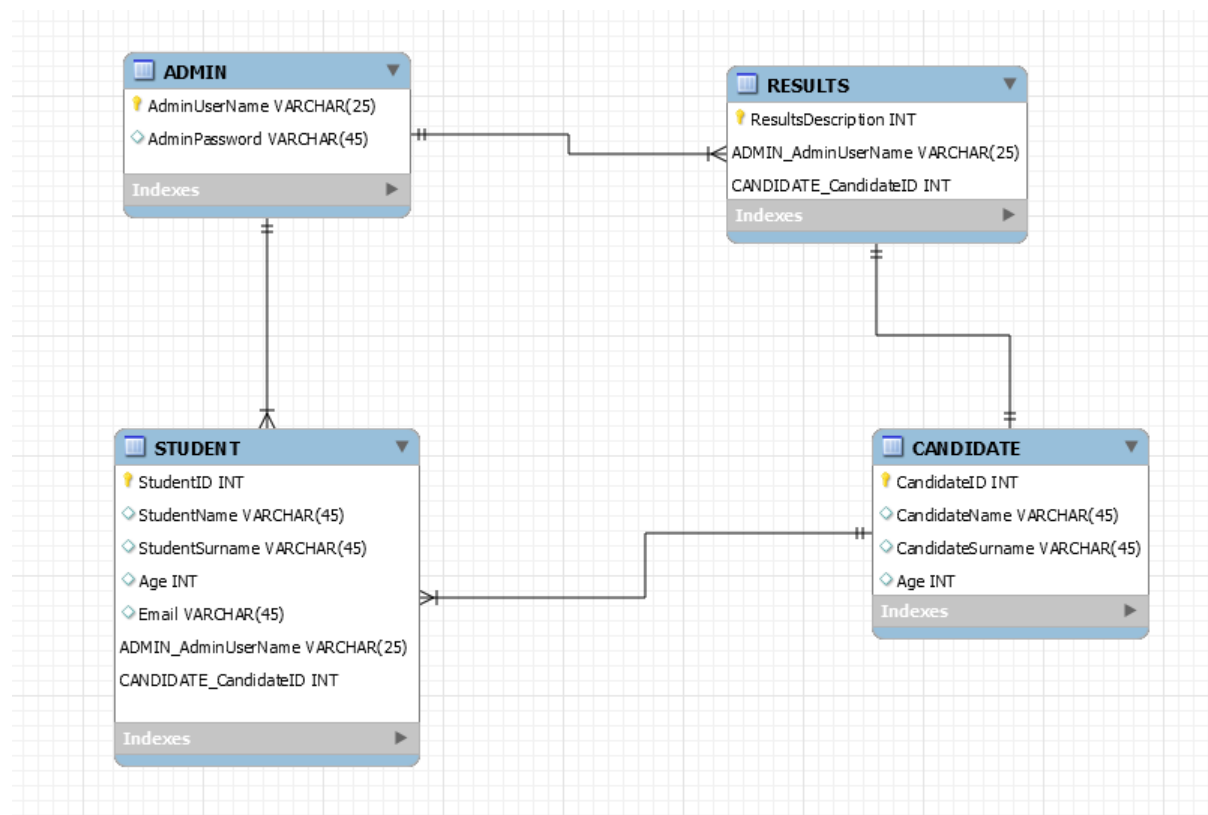 ADMIN
AdminUserName VARCHAR(25)
AdminPassword VARCHAR(45)
Indexes
RESULTS
ResultsDescription INT
ADMIN_AdminUserName VARCHAR(25)
CANDIDATE_CandidateID INT
Indexes
STUDENT
StudentID INT
StudentName VARCHAR(45)
StudentSurname VARCHAR(45)
Age INT
Email VARCHAR(45)
ADMIN_AdminUserName VARCHAR(25)
CANDIDATE_CandidateID INT
Indexes
CANDIDATE
CandidateID INT
CandidateName VARCHAR(45)
CandidateSurname VARCHAR(45)
Age INT
Indexes